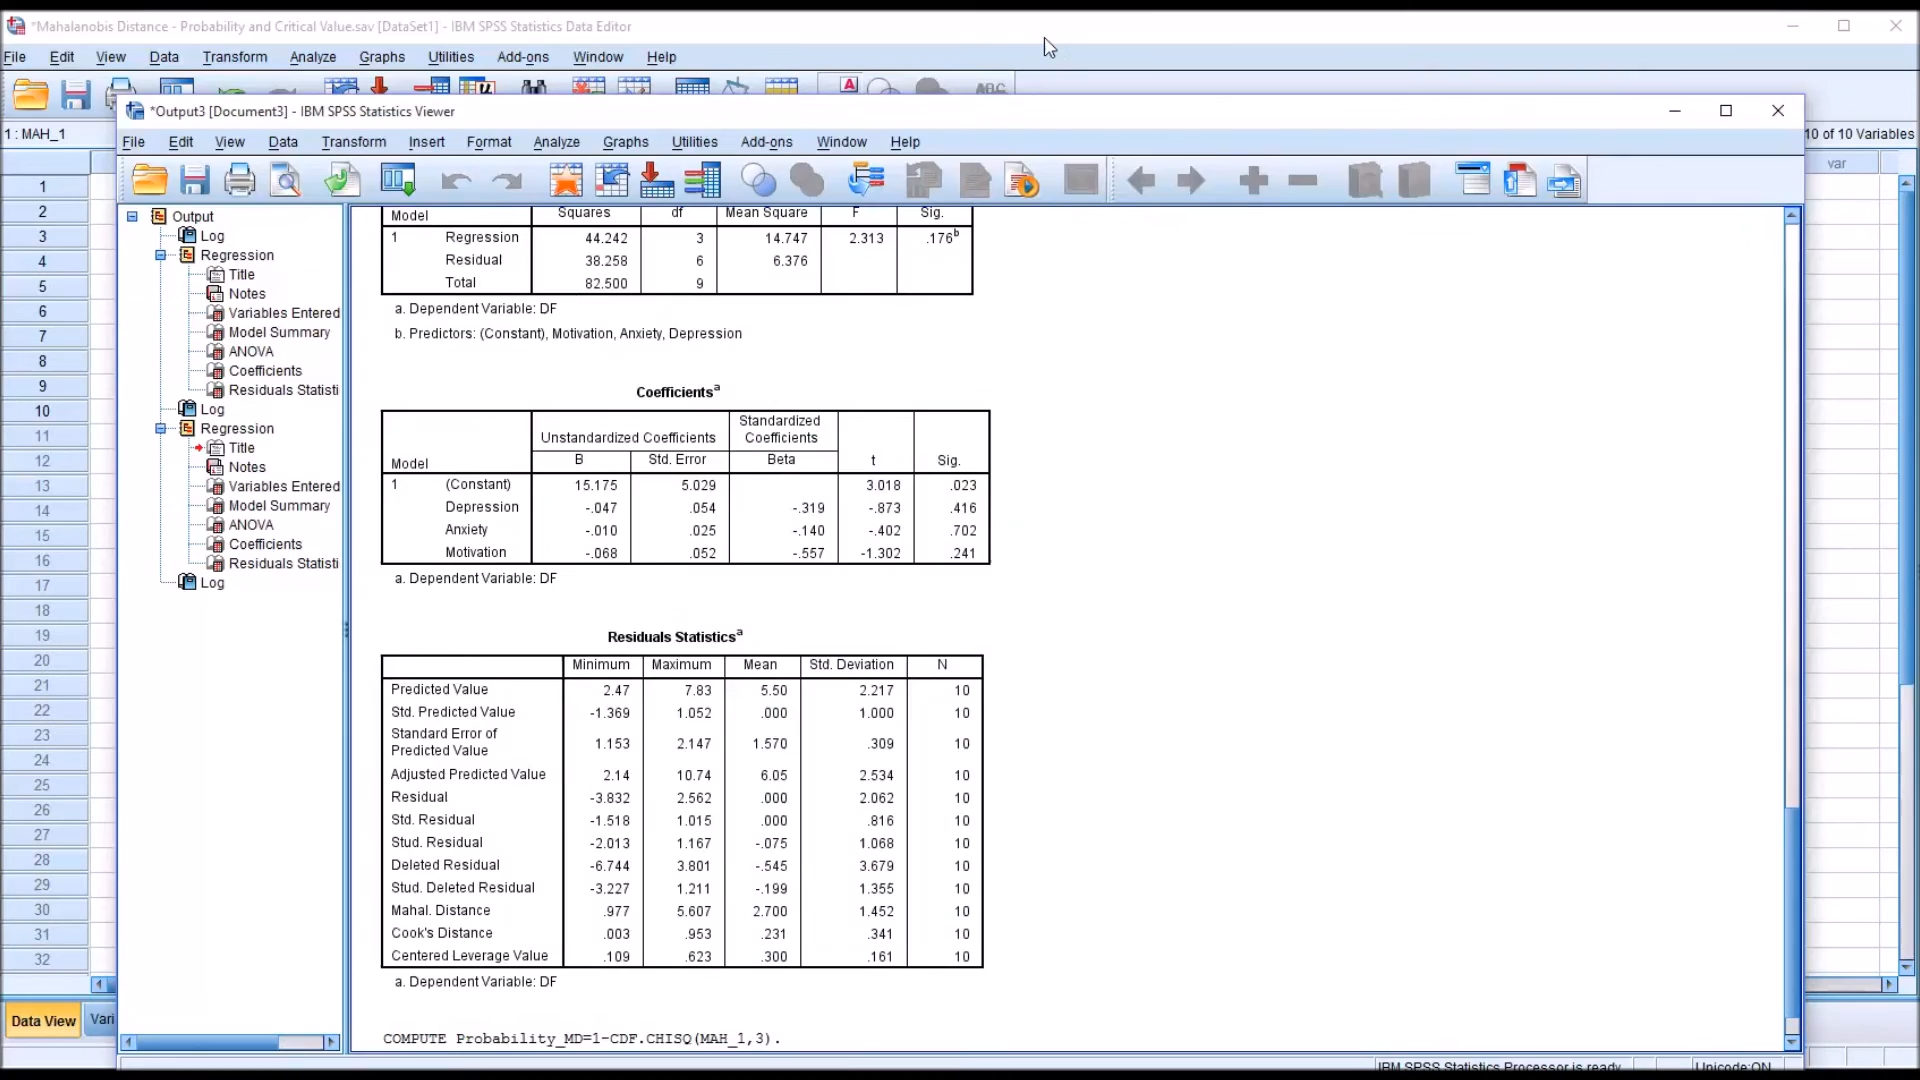 *Mahalanobis Distance - Probability and Critical Value.sav [DataSet1] - IBM SPSS Statistics Data Editor
File Edit View Data Transform Analyze Graphs Utilities Add-ons Window Help
A ABC
*Output3 [Document3] - IBM SPSS Statistics Viewer
1 : MAH_1
10 of 10 Variables
File Edit View Data Transform Insert Format Analyze Graphs Utilities Add-ons Window Help
var
1
2
3
4
5
6
7
8
9
10
11
12
13
14
15
16
17
18
19
20
21
22
23
24
25
26
27
28
29
30
31
32
Output
Log
Regression
Title
Notes
Variables Entered
Model Summary
ANOVA
Coefficients
Residuals Statisti
Log
Regression
Title
Notes
Variables Entered
Model Summary
ANOVA
Coefficients
Residuals Statisti
Log
Model Squares df Mean Square F Sig.
1 Regression 44.242 3 14.747 2.313 .176b
Residual 38.258 6 6.376
Total 82.500 9
a. Dependent Variable: DF
b. Predictors: (Constant), Motivation, Anxiety, Depression
Coefficientsa
Standardized
Unstandardized Coefficients Coefficients
Model B Std. Error Beta t Sig.
1 (Constant) 15.175 5.029 3.018 .023
Depression -.047 .054 -.319 -.873 .416
Anxiety -.010 .025 -.140 -.402 .702
Motivation -.068 .052 -.557 -1.302 .241
a. Dependent Variable: DF
Residuals Statisticsa
Minimum Maximum Mean Std. Deviation N
Predicted Value 2.47 7.83 5.50 2.217 10
Std. Predicted Value -1.369 1.052 .000 1.000 10
Standard Error of
Predicted Value 1.153 2.147 1.570 .309 10
Adjusted Predicted Value 2.14 10.74 6.05 2.534 10
Residual -3.832 2.562 .000 2.062 10
Std. Residual -1.518 1.015 .000 .816 10
Stud. Residual -2.013 1.167 -.075 1.068 10
Deleted Residual -6.744 3.801 -.545 3.679 10
Stud. Deleted Residual -3.227 1.211 -.199 1.355 10
Mahal. Distance .977 5.607 2.700 1.452 10
Cook's Distance .003 .953 .231 .341 10
Centered Leverage Value .109 .623 .300 .161 10
a. Dependent Variable: DF
COMPUTE Probability_MD=1-CDF.CHISQ(MAH_1,3).
Data View Vari
IBM SPSS Statistics Processor is ready Unicode:ON